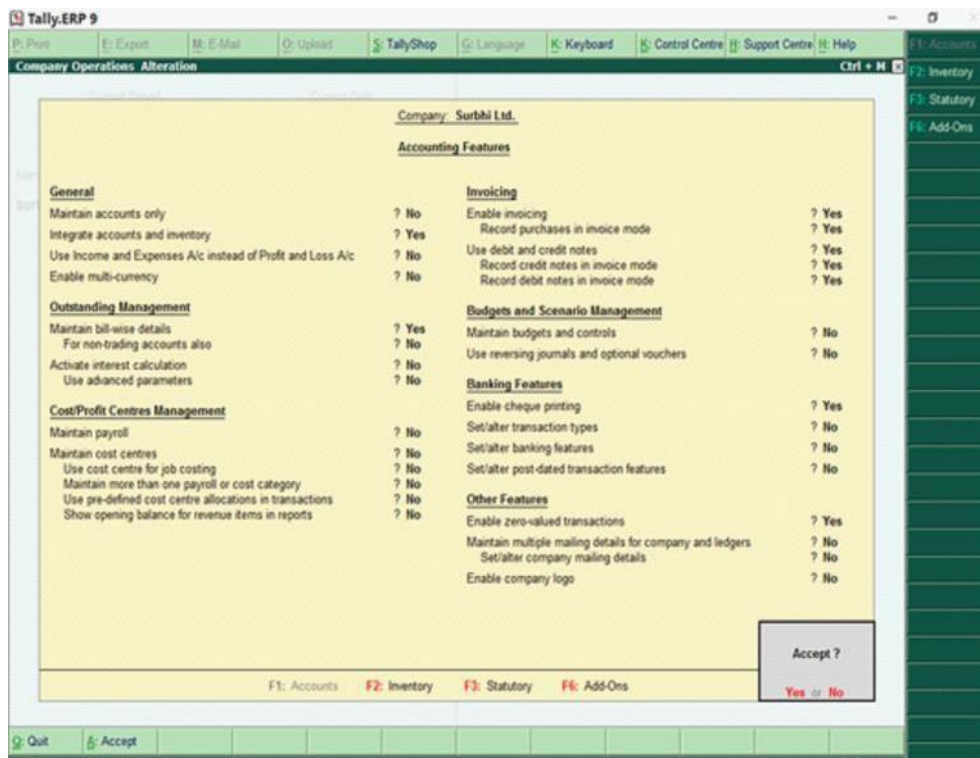 Tally.ERP 9
P: Print E: Export M: E-Mail O: Upload S: TallyShop G: Language K: Keyboard K: Control Centre H: Support Centre H: Help
F1: Accounts
Company Operations Alteration Ctrl + M
F2: Inventory
F3: Statutory
F6: Add-Ons
Company: Surbhi Ltd.
Accounting Features
General
Maintain accounts only ? No
Integrate accounts and inventory ? Yes
Use Income and Expenses A/c instead of Profit and Loss A/c ? No
Enable multi-currency ? No
Outstanding Management
Maintain bill-wise details ? Yes
For non-trading accounts also ? No
Activate interest calculation ? No
Use advanced parameters ? No
Cost/Profit Centres Management
Maintain payroll ? No
Maintain cost centres ? No
Use cost centre for job costing ? No
Maintain more than one payroll or cost category ? No
Use pre-defined cost centre allocations in transactions ? No
Show opening balance for revenue items in reports ? No
Invoicing
Enable invoicing ? Yes
Record purchases in invoice mode ? Yes
Use debit and credit notes ? Yes
Record credit notes in invoice mode ? Yes
Record debit notes in invoice mode ? Yes
Budgets and Scenario Management
Maintain budgets and controls ? No
Use reversing journals and optional vouchers ? No
Banking Features
Enable cheque printing ? Yes
Set/alter transaction types ? No
Set/alter banking features ? No
Set/alter post-dated transaction features ? No
Other Features
Enable zero-valued transactions ? Yes
Maintain multiple mailing details for company and ledgers ? No
Set/alter company mailing details ? No
Enable company logo ? No
Accept ?
Yes or No
F1: Accounts F2: Inventory F3: Statutory F6: Add-Ons
Q: Quit A: Accept